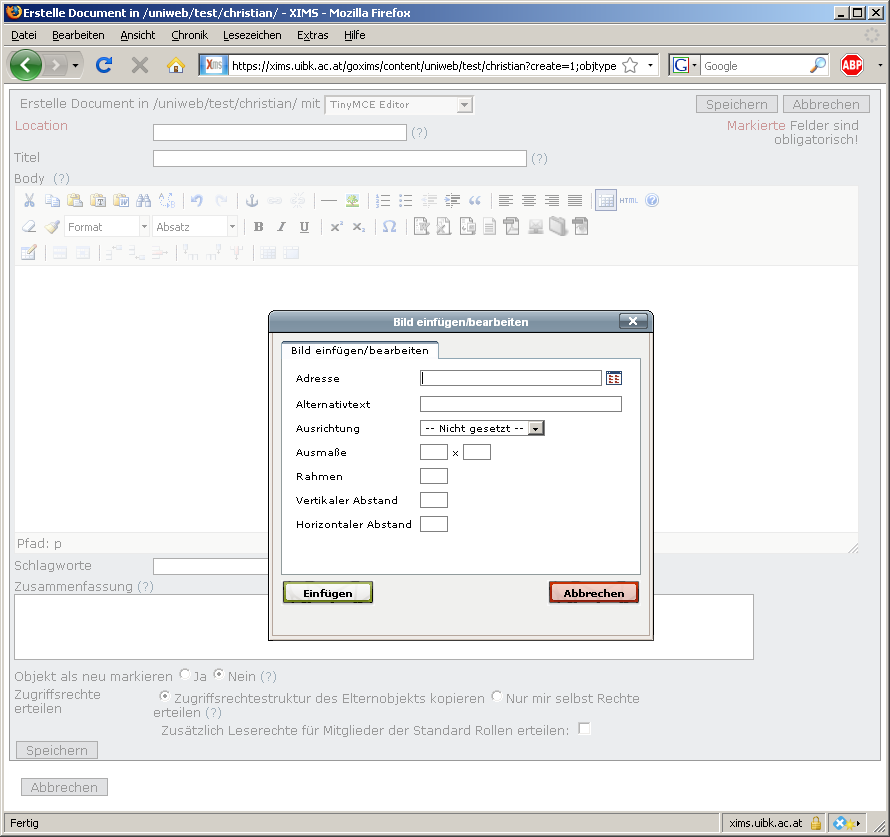 Erstelle Document in /uniweb/test/christian/ - XIMS - Mozilla Firefox
Datei Bearbeiten Ansicht Chronik Lesezeichen Extras Hilfe
Xims https://xims.uibk.ac.at/goxims/content/uniweb/test/christian?create=1;objtype G Google ABP
Erstelle Document in /uniweb/test/christian/ mit TinyMCE Editor Speichern Abbrechen
Location (?) Markierte Felder sind
obligatorisch!
Titel (?)
Body (?)
HTML
Format Absatz B I U x² x₂ Ω
Bild einfügen/bearbeiten
Bild einfügen/bearbeiten
Adresse
Alternativtext
Ausrichtung -- Nicht gesetzt --
Ausmaße x
Rahmen
Vertikaler Abstand
Horizontaler Abstand
Einfügen Abbrechen
Pfad: p
Schlagworte
Zusammenfassung (?)
Objekt als neu markieren Ja Nein (?)
Zugriffsrechte
erteilen
Zugriffsrechtestruktur des Elternobjekts kopieren Nur mir selbst Rechte
erteilen (?)
Zusätzlich Leserechte für Mitglieder der Standard Rollen erteilen:
Speichern
Abbrechen
Fertig xims.uibk.ac.at